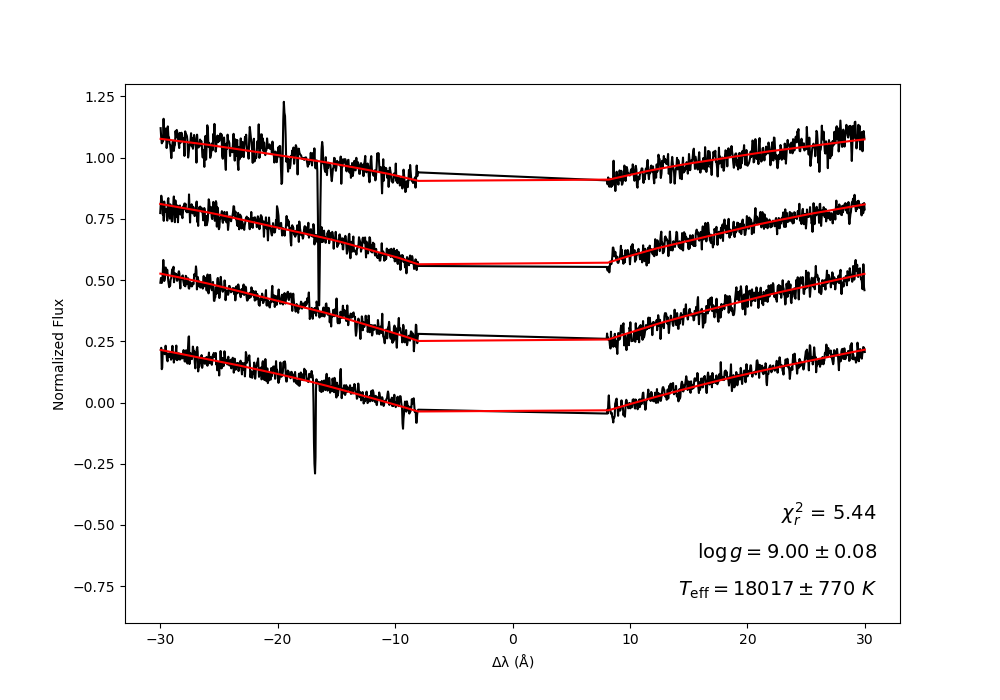 1.25
1.00
0.75
0.50
0.25
0.00
−0.25
−0.50
−0.75
Normalized Flux
χ²ᵣ = 5.44
log g = 9.00 ± 0.08
T_eff = 18017 ± 770 K
−30 −20 −10 0 10 20 30
Δλ (Å)